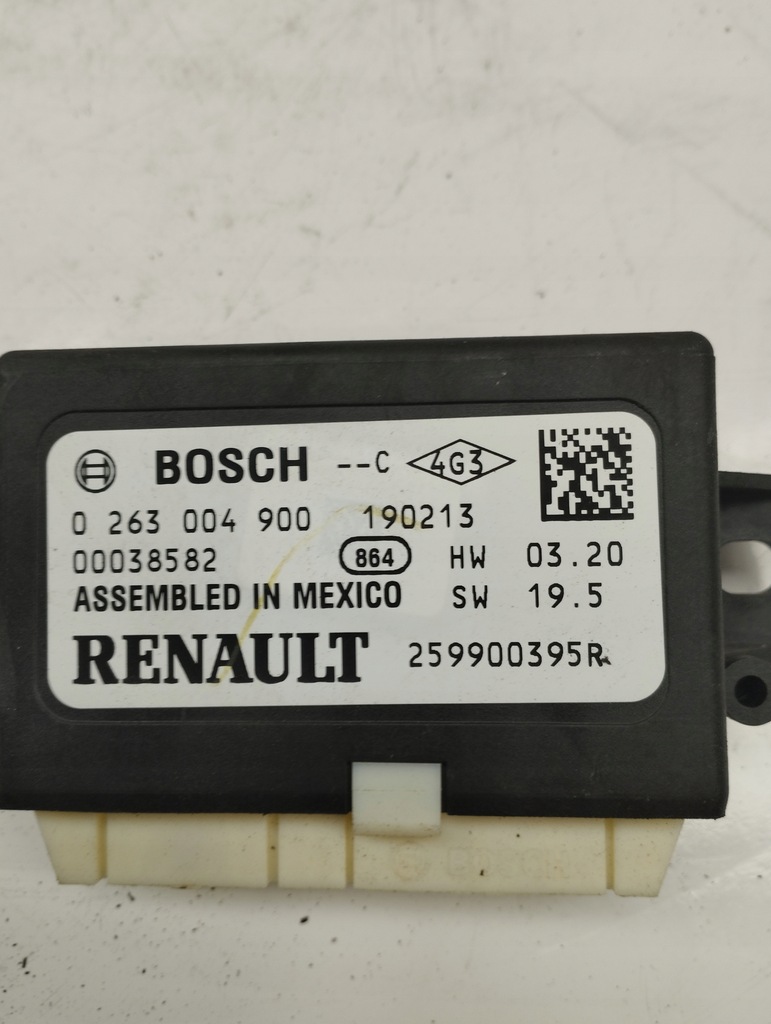 BOSCH --C 4G3
0 263 004 900 190213
00038582 864 HW 03.20
ASSEMBLED IN MEXICO SW 19.5
RENAULT 259900395R